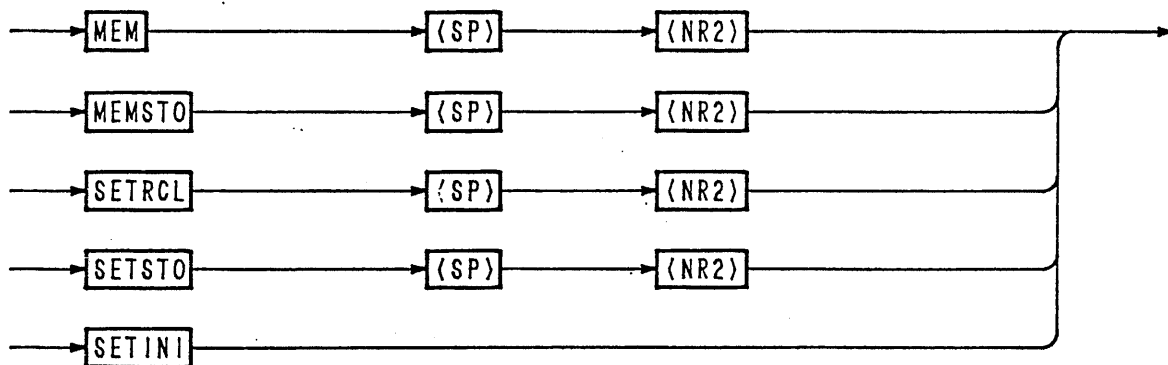 MEM ⟨SP⟩ ⟨NR2⟩
MEMSTO ⟨SP⟩ ⟨NR2⟩
SETRCL ⟨SP⟩ ⟨NR2⟩
SETSTO ⟨SP⟩ ⟨NR2⟩
SETINI